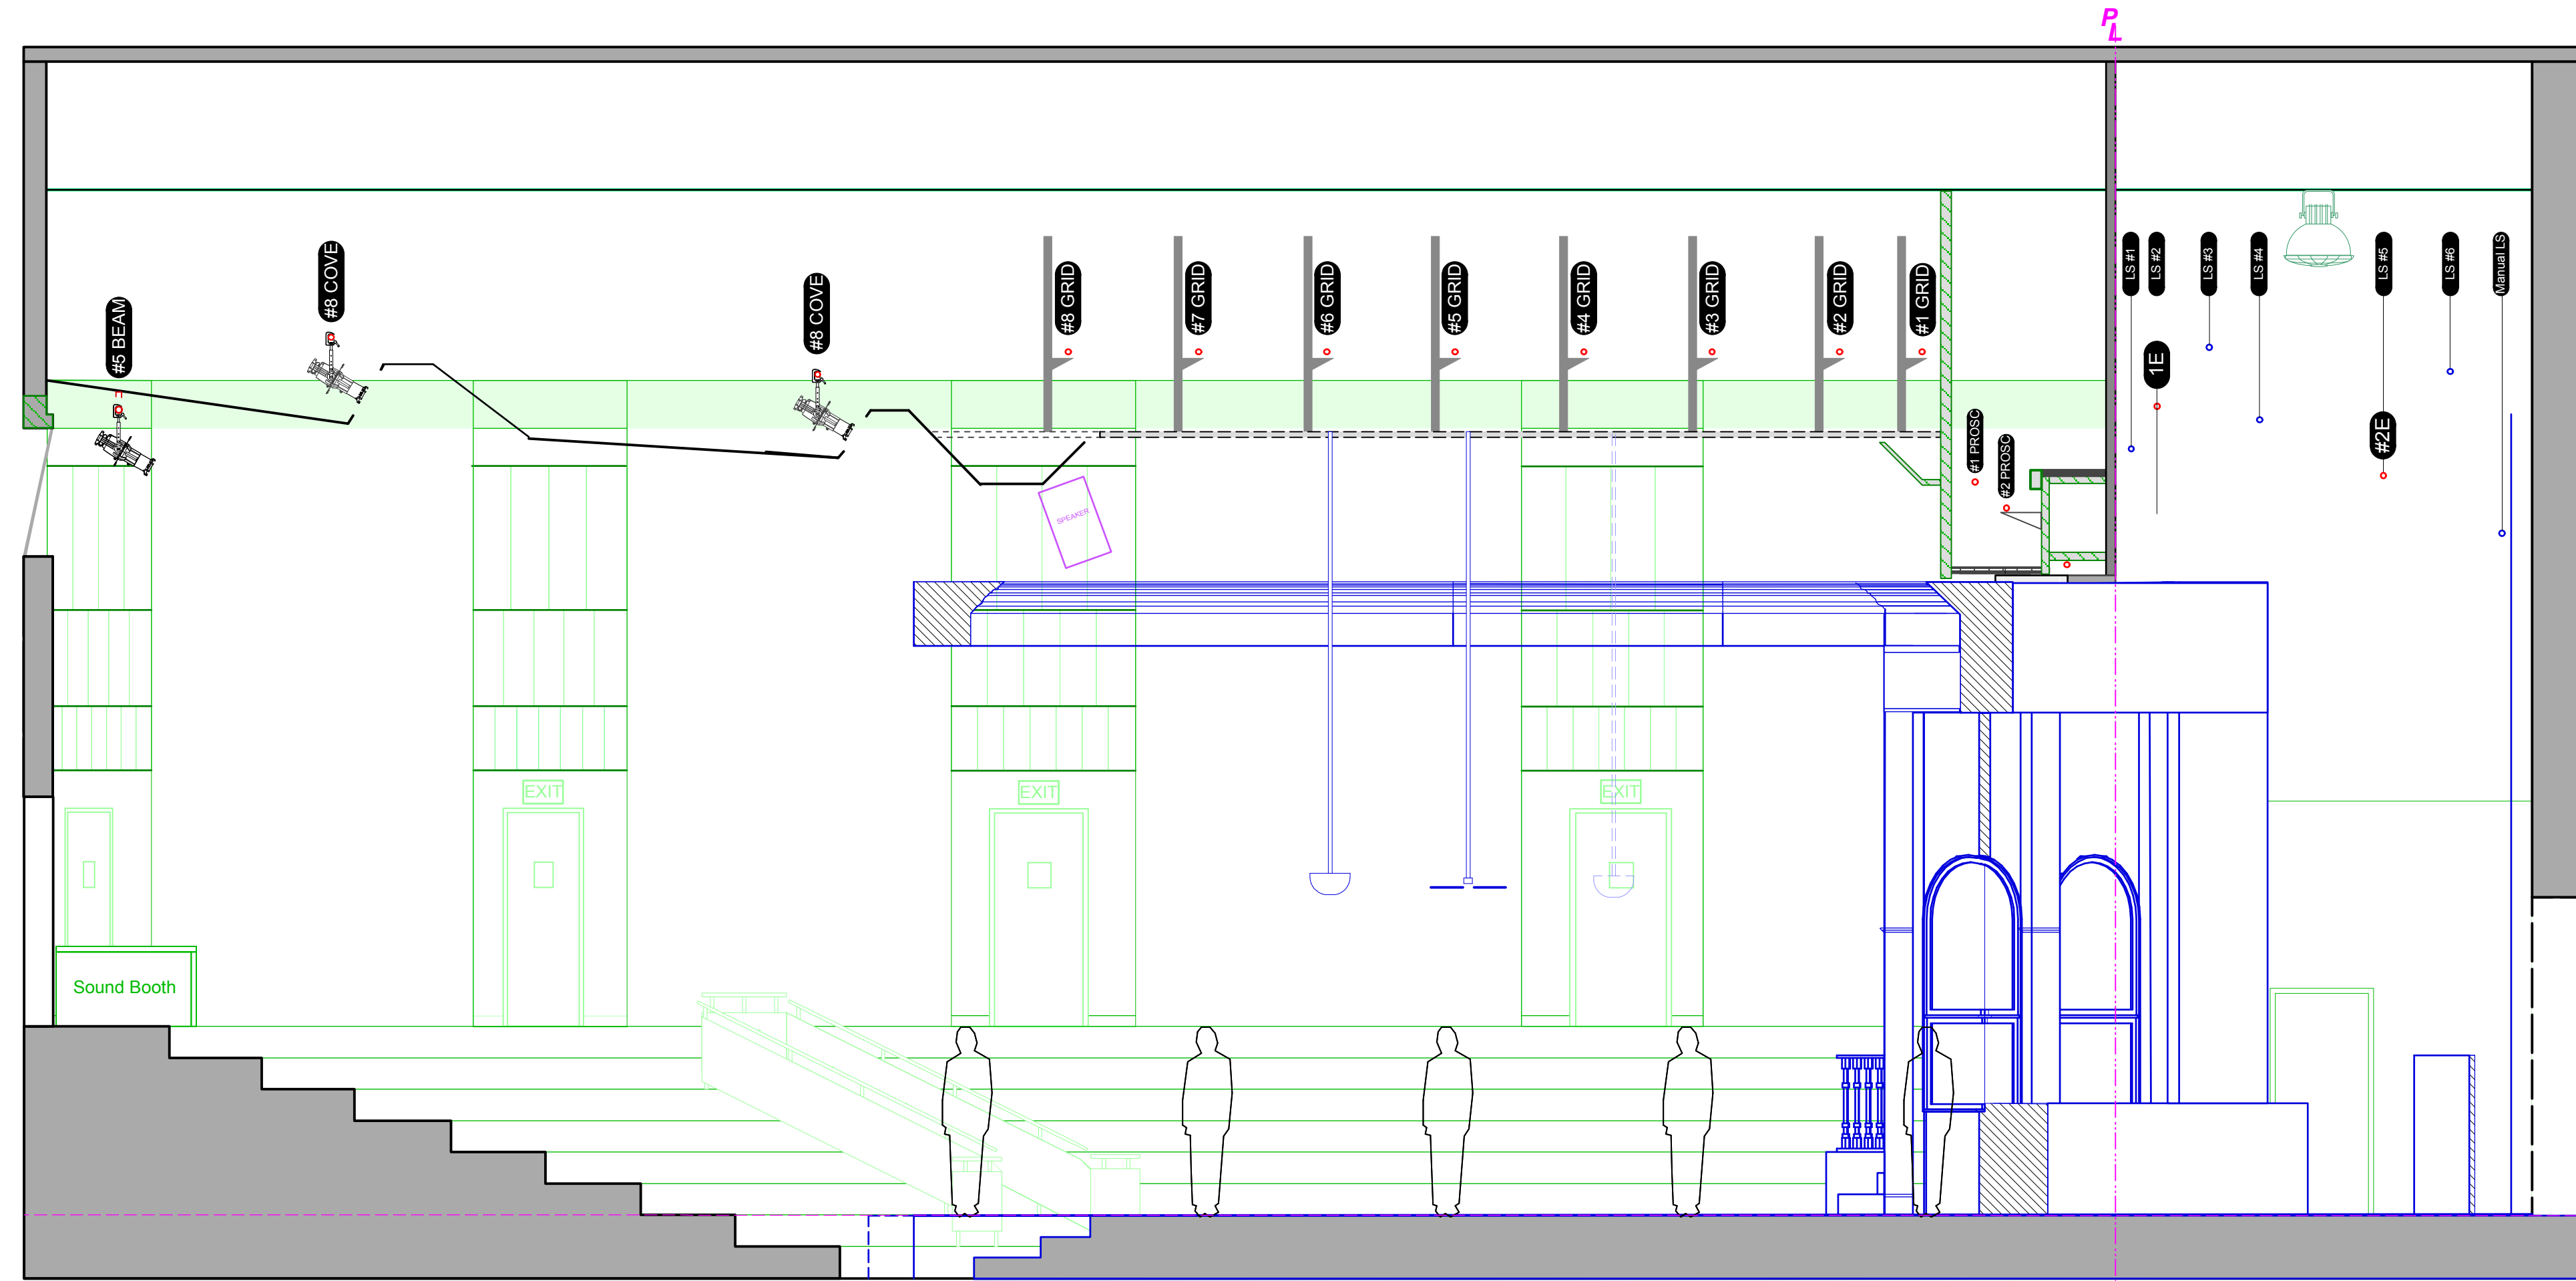 PL
#5 BEAM
#8 COVE
#8 COVE
#8 GRID
#7 GRID
#6 GRID
#5 GRID
#4 GRID
#3 GRID
#2 GRID
#1 GRID
#1 PROSC
#2 PROSC
LS #1
LS #2
LS #3
LS #4
LS #5
LS #6
Manual LS
1E
#2E
SPEAKER
EXIT
EXIT
EXIT
Sound Booth